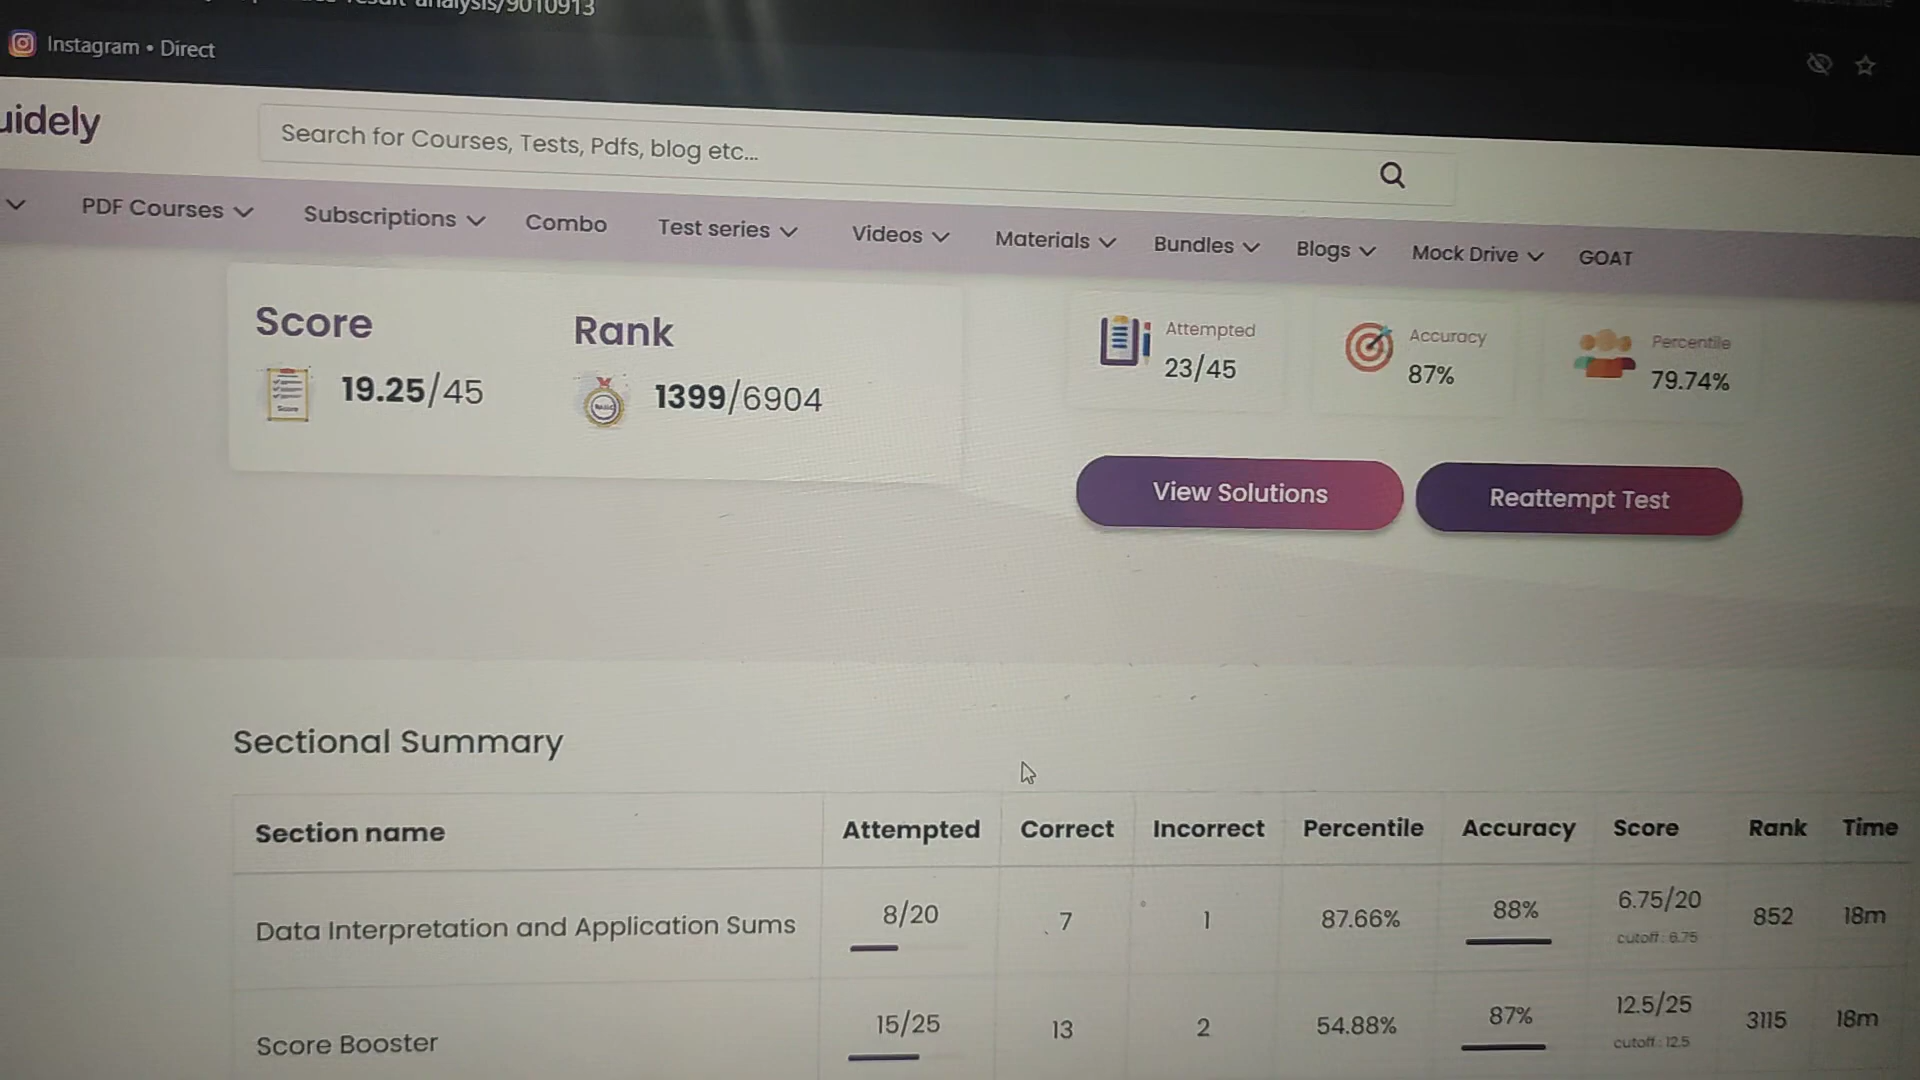 Instagram • Direct
uidely
Search for Courses, Tests, Pdfs, blog etc...
PDF Courses
Subscriptions
Combo
Test series
Videos
Materials
Bundles
Blogs
Mock Drive
GOAT
Score
19.25/45
Rank
1399/6904
Attempted
23/45
Accuracy
87%
Percentile
79.74%
View Solutions
Reattempt Test
Sectional Summary
Section name Attempted Correct Incorrect Percentile Accuracy Score Rank Time
Data Interpretation and Application Sums 8/20 7 1 87.66% 88% 6.75/20 852 18m
cutoff : 6.75
Score Booster 15/25 13 2 54.88% 87% 12.5/25 3115 18m
cutoff : 12.5